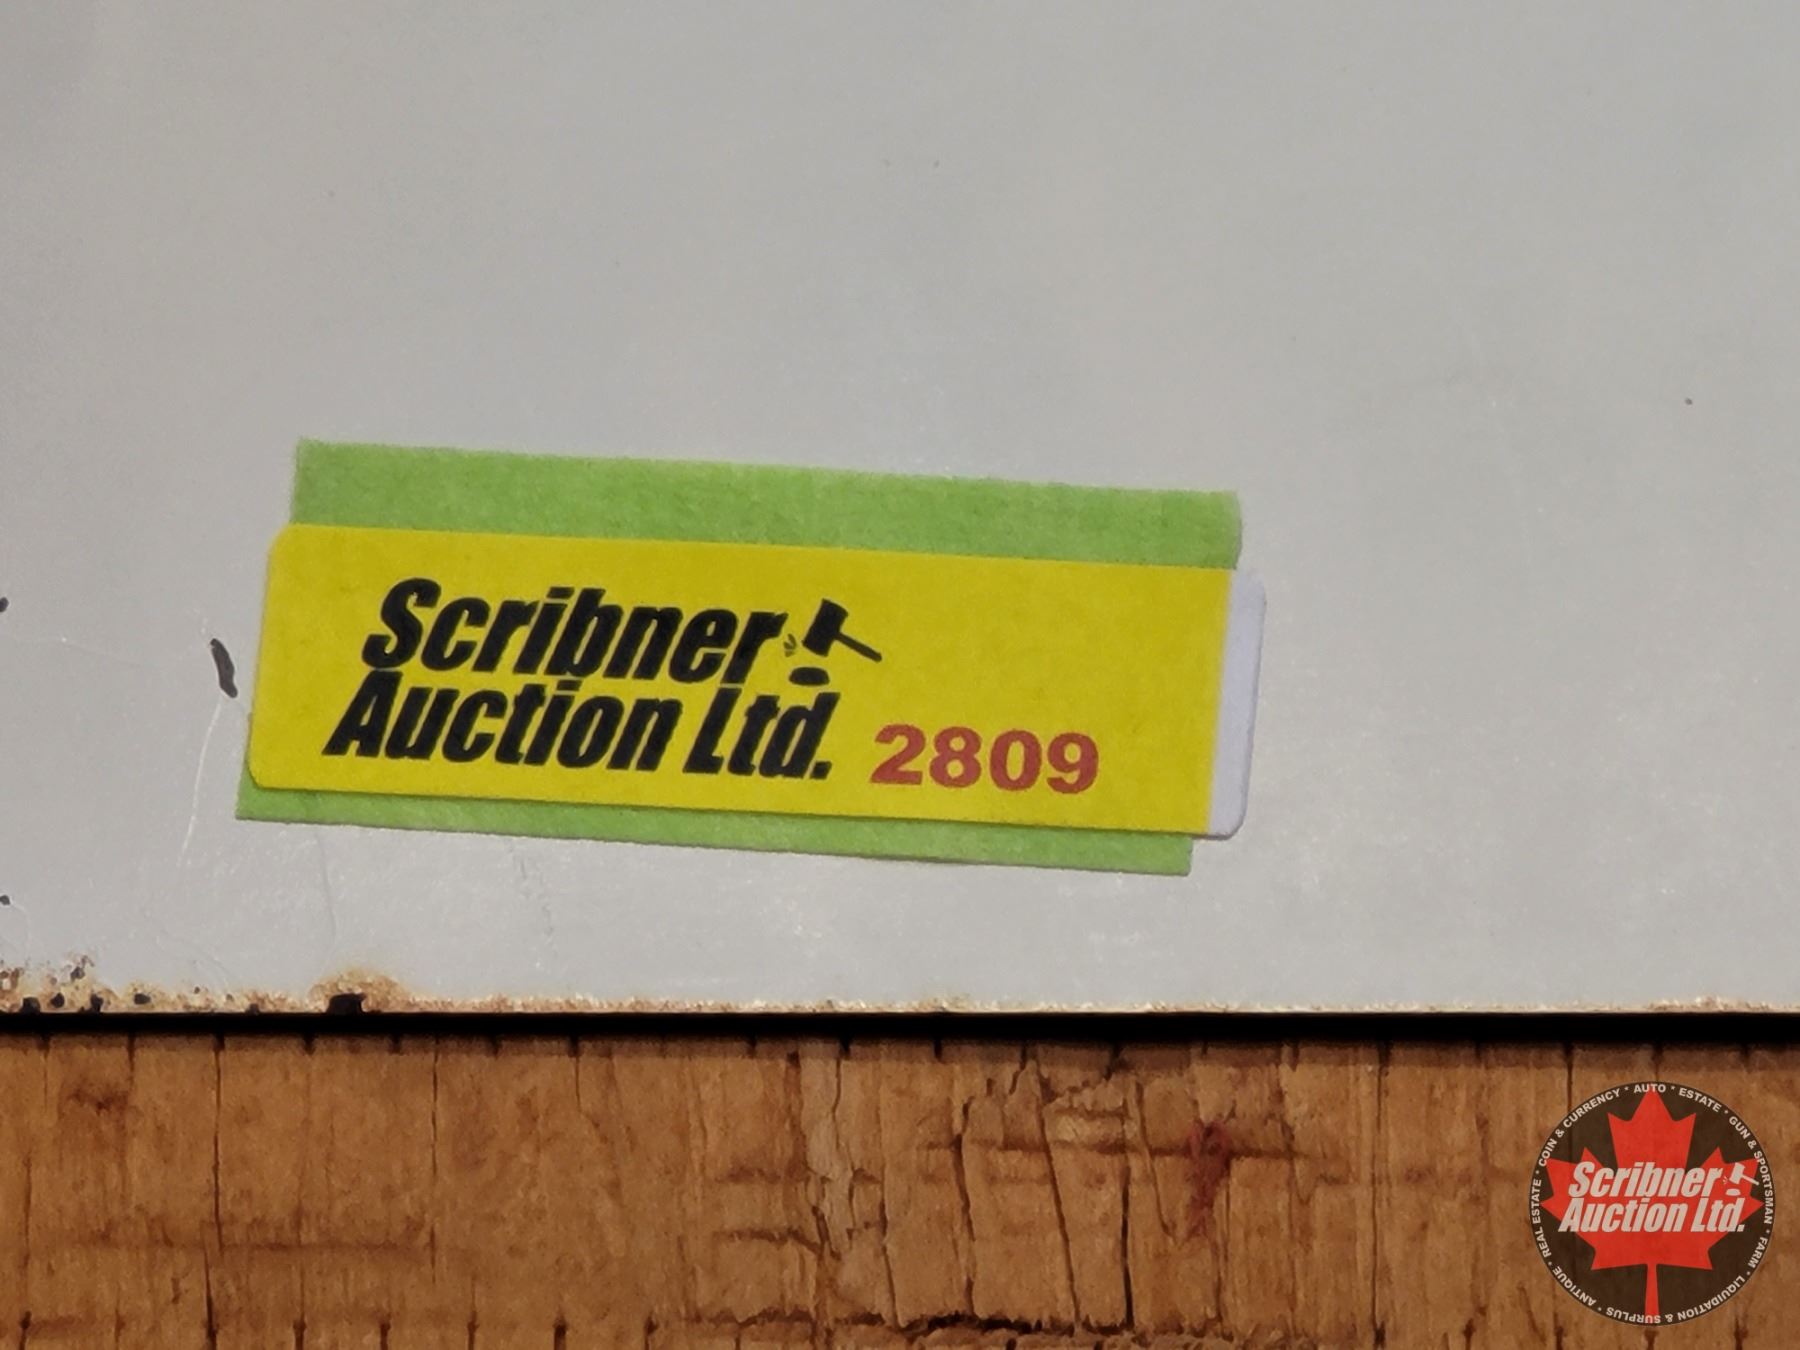 Scribner
Auction Ltd. 2809
COIN & CURRENCY * AUTO * ESTATE * GUN & SPORTSMAN * FARM * LIQUIDATION & SURPLUS * ANTIQUE * REAL ESTATE *
Scribner
Auction Ltd.